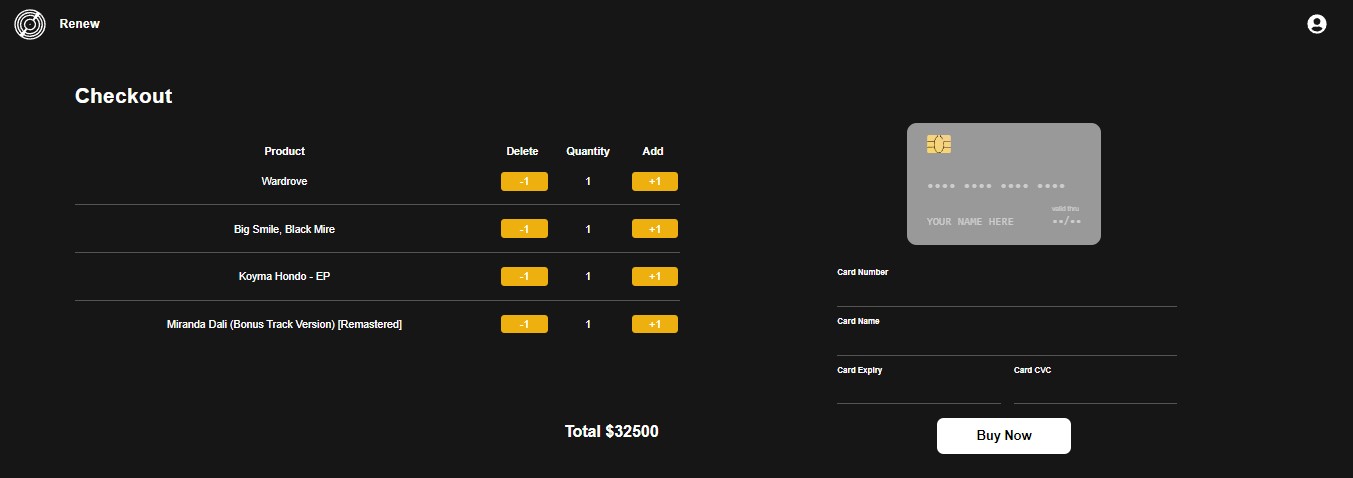 Renew
Checkout
Product Delete Quantity Add
Wardrove -1 1 +1
Big Smile, Black Mire -1 1 +1
Koyma Hondo - EP -1 1 +1
Miranda Dali (Bonus Track Version) [Remastered] -1 1 +1
Total $32500
•••• •••• •••• ••••
valid thru
YOUR NAME HERE ••/••
Card Number
Card Name
Card Expiry Card CVC
Buy Now